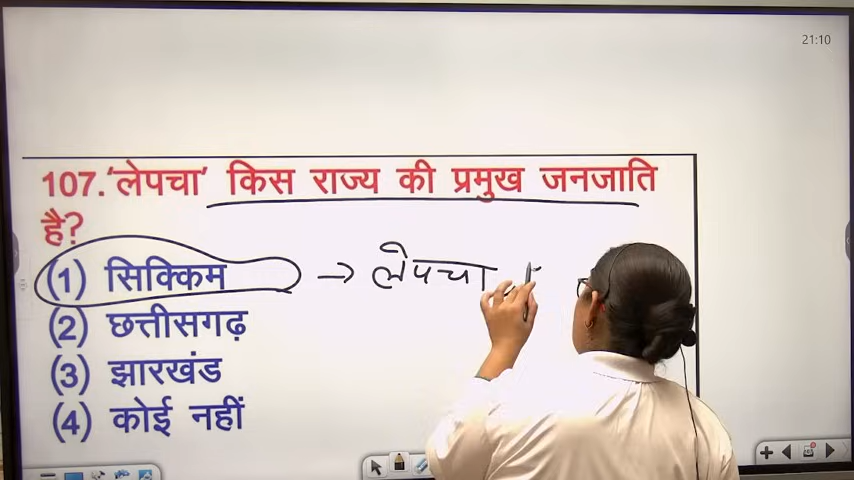 21:10
107.'लेपचा' किस राज्य की प्रमुख जनजाति
है?
(1) सिक्किम → लेपचा
(2) छत्तीसगढ़
(3) झारखंड
(4) कोई नहीं